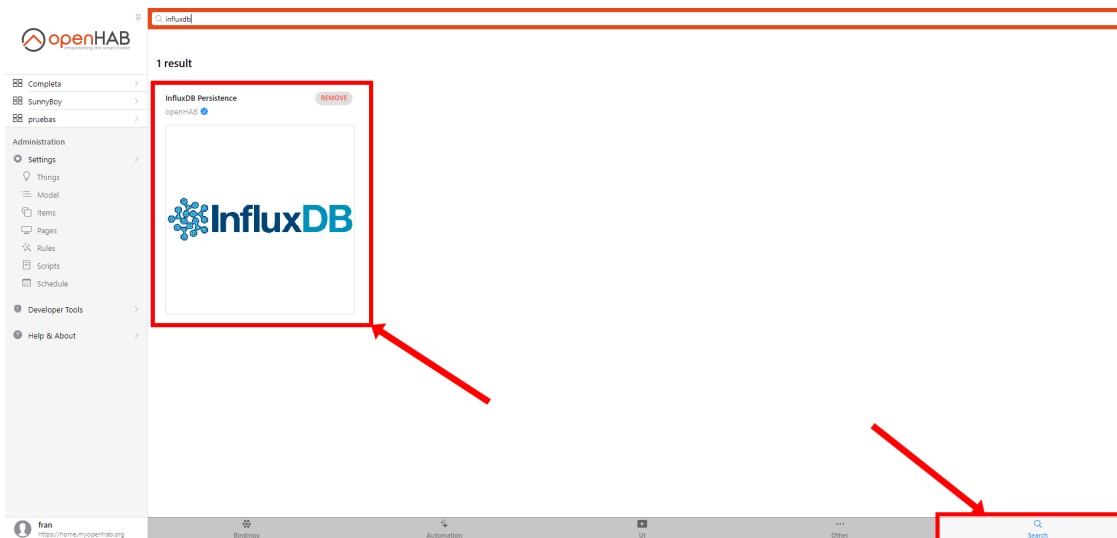 openHAB
empowering the smart home
Completa
SunnyBoy
pruebas
Administration
Settings
Things
Model
Items
Pages
Rules
Scripts
Schedule
Developer Tools
Help & About
fran
https://home.myopenhab.org
influxdb
1 result
InfluxDB Persistence
REMOVE
openHAB
InfluxDB
Bindings
Automation
UI
Other
Search